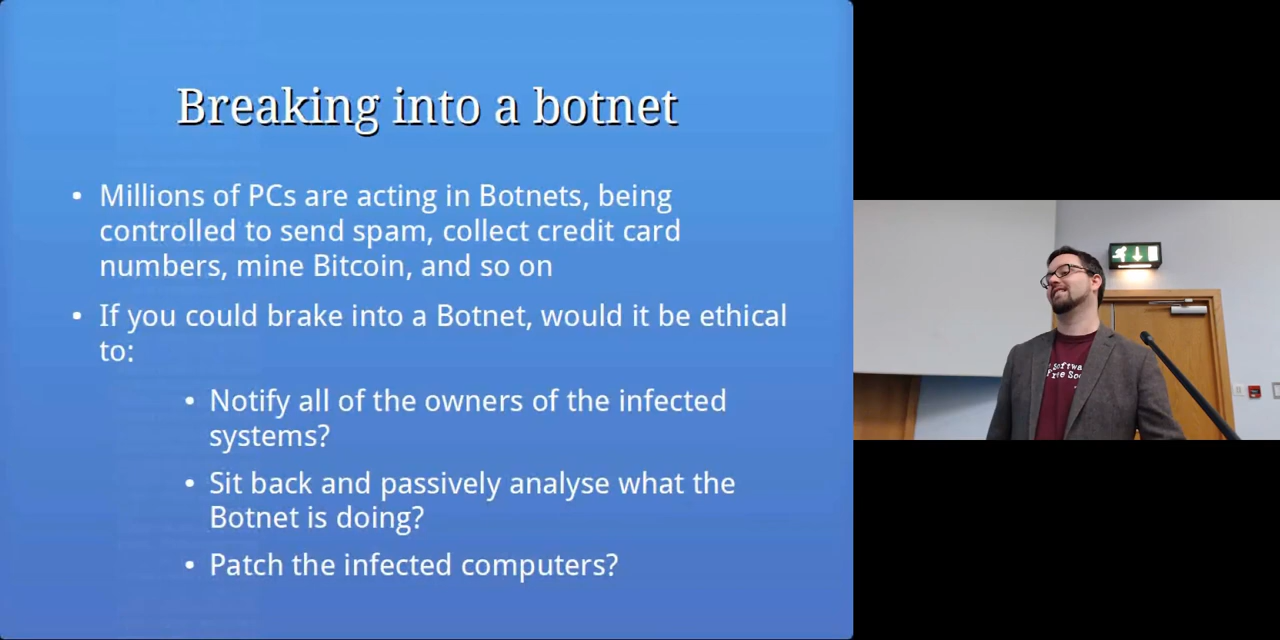 Breaking into a botnet
• Millions of PCs are acting in Botnets, being
controlled to send spam, collect credit card
numbers, mine Bitcoin, and so on
• If you could brake into a Botnet, would it be ethical
to:
• Notify all of the owners of the infected
systems?
• Sit back and passively analyse what the
Botnet is doing?
• Patch the infected computers?